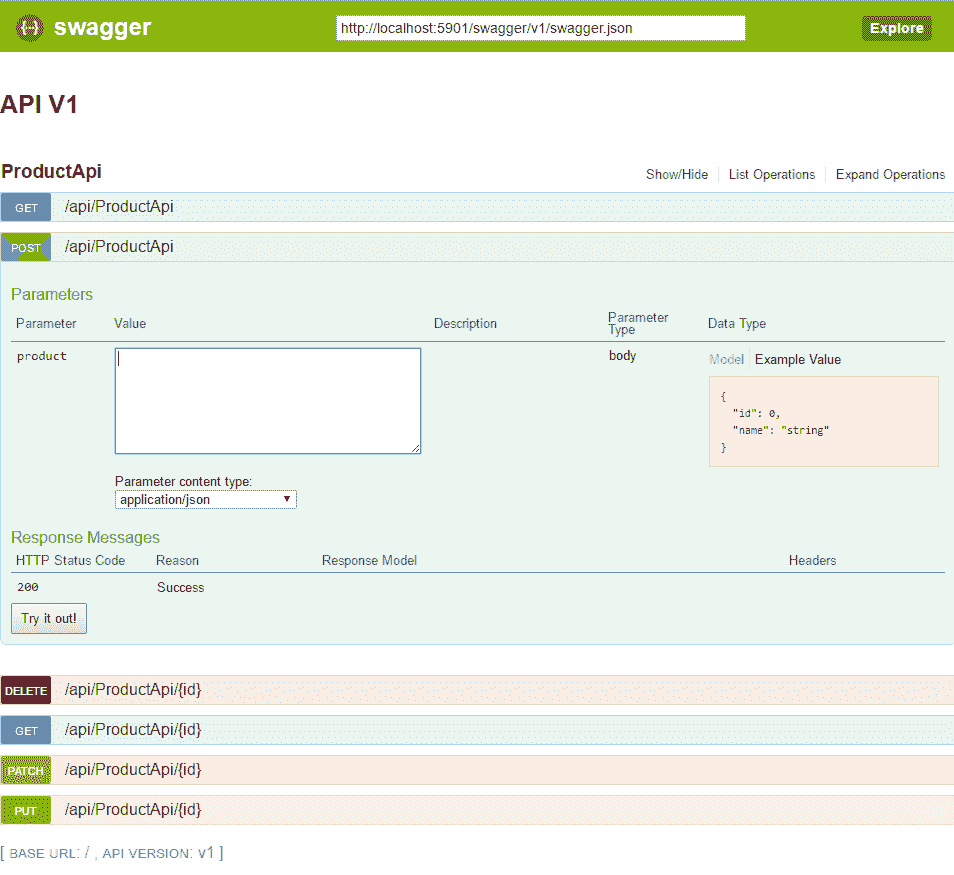 {··} swagger http://localhost:5901/swagger/v1/swagger.json Explore
API V1
ProductApi Show/Hide List Operations Expand Operations
GET /api/ProductApi
POST /api/ProductApi
Parameters
Parameter Value Description Parameter Type Data Type
product body Model Example Value
{
"id": 0,
"name": "string"
}
Parameter content type:
application/json
Response Messages
HTTP Status Code Reason Response Model Headers
200 Success
Try it out!
DELETE /api/ProductApi/{id}
GET /api/ProductApi/{id}
PATCH /api/ProductApi/{id}
PUT /api/ProductApi/{id}
[ BASE URL: / , API VERSION: V1 ]